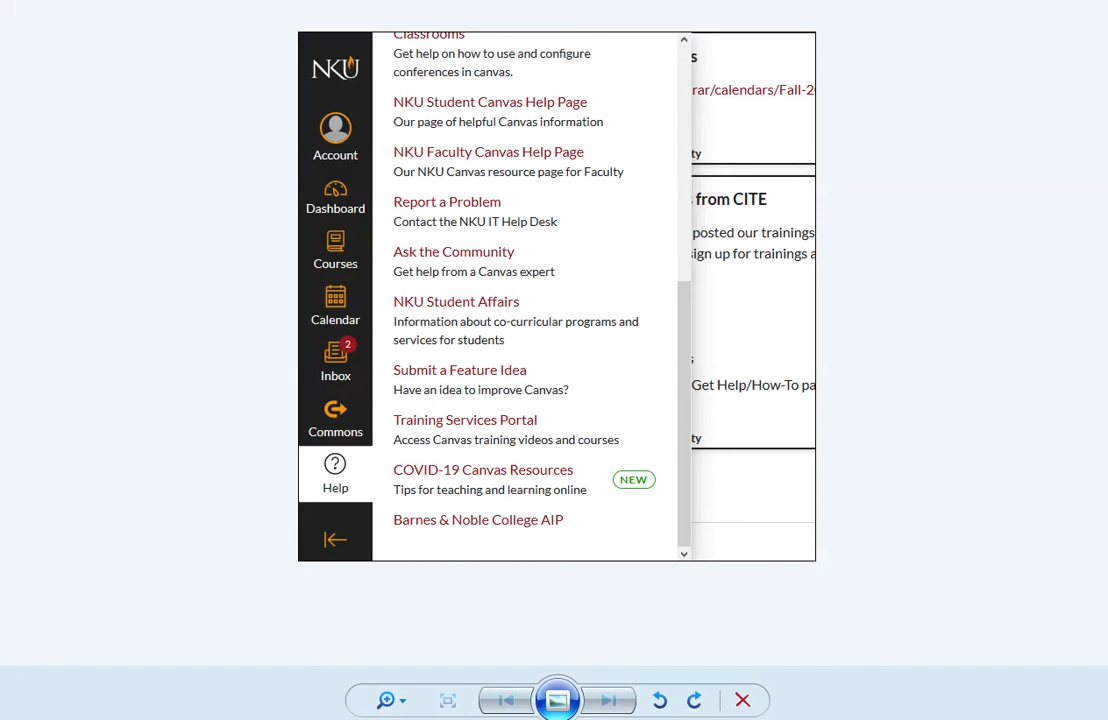 NKU
Account
Dashboard
Courses
Calendar
2
Inbox
Commons
Help
Classrooms
Get help on how to use and configure
conferences in canvas.
NKU Student Canvas Help Page
Our page of helpful Canvas information
NKU Faculty Canvas Help Page
Our NKU Canvas resource page for Faculty
Report a Problem
Contact the NKU IT Help Desk
Ask the Community
Get help from a Canvas expert
NKU Student Affairs
Information about co-curricular programs and
services for students
Submit a Feature Idea
Have an idea to improve Canvas?
Training Services Portal
Access Canvas training videos and courses
COVID-19 Canvas Resources
NEW
Tips for teaching and learning online
Barnes & Noble College AIP
s
rar/calendars/Fall-2
ty
from CITE
posted our trainings
ign up for trainings a
s
Get Help/How-To pa
ty